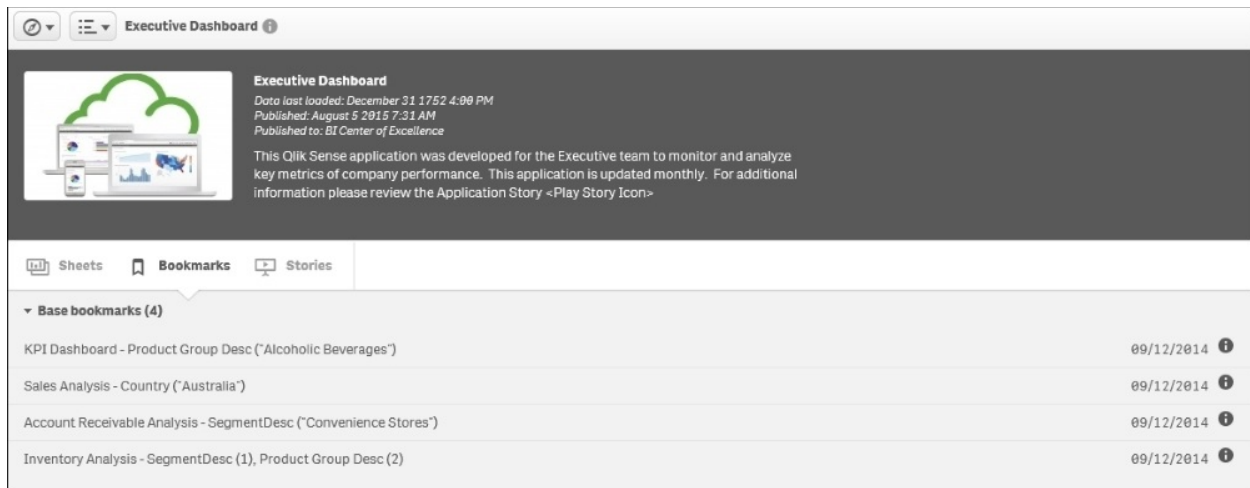 Executive Dashboard
Executive Dashboard
Data last loaded: December 31 1752 4:00 PM
Published: August 5 2015 7:31 AM
Published to: BI Center of Excellence
This Qlik Sense application was developed for the Executive team to monitor and analyze
key metrics of company performance. This application is updated monthly. For additional
information please review the Application Story <Play Story Icon>
Sheets Bookmarks Stories
Base bookmarks (4)
KPI Dashboard - Product Group Desc ("Alcoholic Beverages") 09/12/2014
Sales Analysis - Country ("Australia") 09/12/2014
Account Receivable Analysis - SegmentDesc ("Convenience Stores") 09/12/2014
Inventory Analysis - SegmentDesc (1), Product Group Desc (2) 09/12/2014